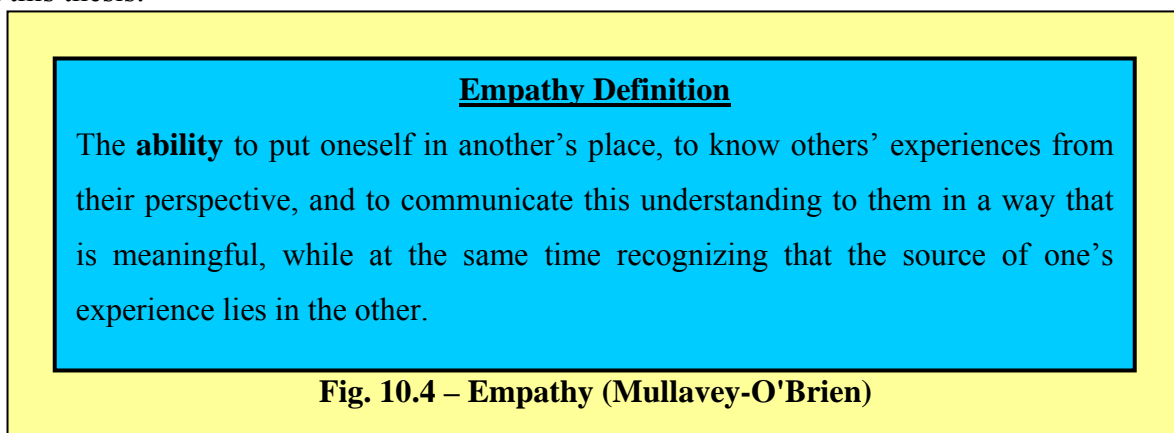 this thesis.
Empathy Definition
The ability to put oneself in another’s place, to know others’ experiences from
their perspective, and to communicate this understanding to them in a way that
is meaningful, while at the same time recognizing that the source of one’s
experience lies in the other.
Fig. 10.4 – Empathy (Mullavey-O'Brien)